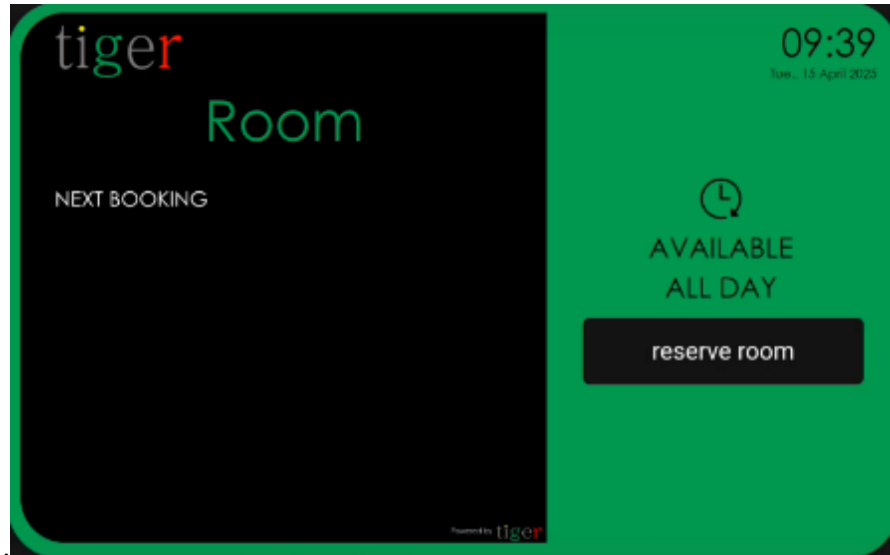 tiger
Room
NEXT BOOKING
Powered by tiger
09:39
Tue., 15 April 2025
AVAILABLE
ALL DAY
reserve room